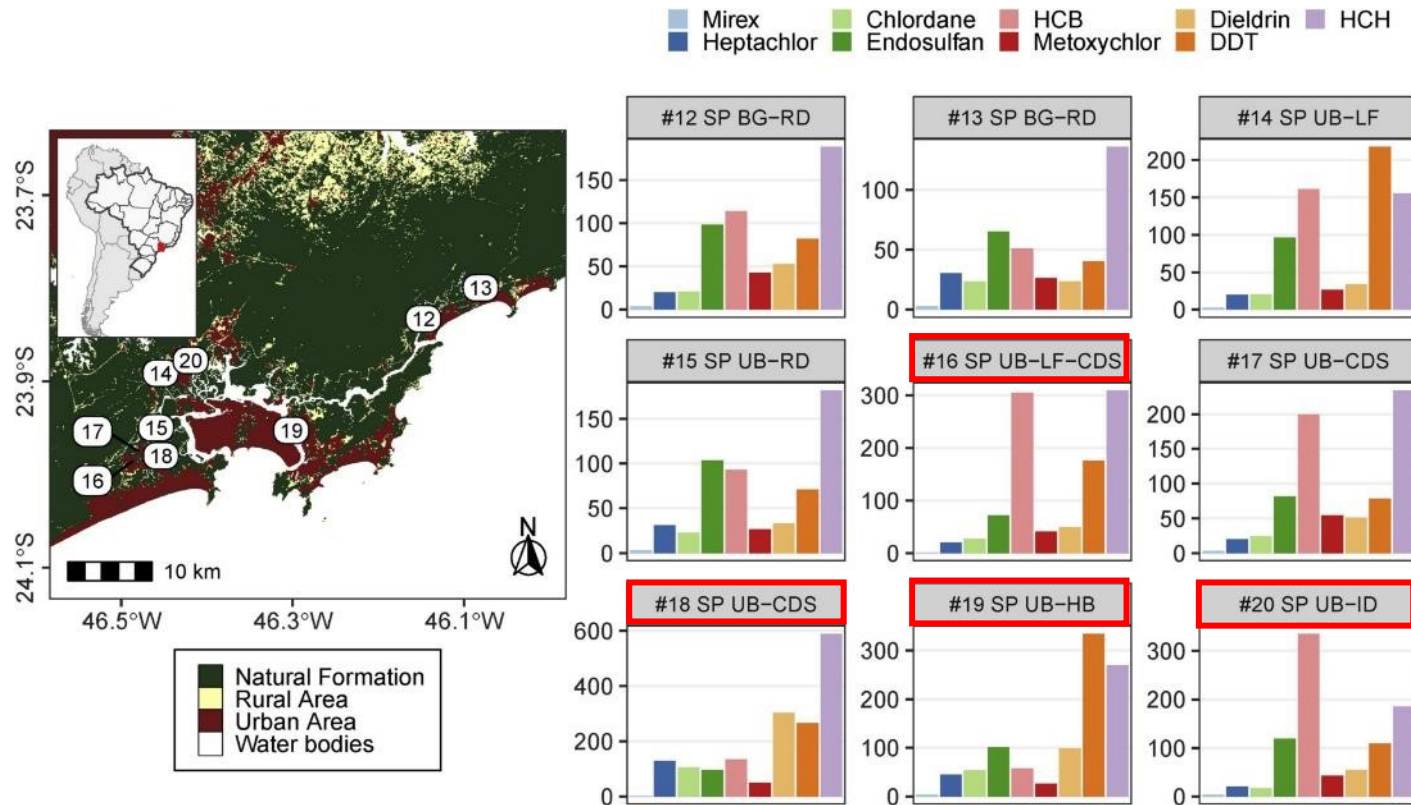 Mirex Chlordane HCB Dieldrin HCH
Heptachlor Endosulfan Metoxychlor DDT
23.7°S
23.9°S
24.1°S
46.5°W 46.3°W 46.1°W
13
12
20
14
15
19
17
18
16
N
10 km
Natural Formation
Rural Area
Urban Area
Water bodies
#12 SP BG-RD
150
100
50
0
#13 SP BG-RD
100
50
0
#14 SP UB-LF
200
150
100
50
0
#15 SP UB-RD
150
100
50
0
#16 SP UB-LF-CDS
300
200
100
0
#17 SP UB-CDS
200
150
100
50
0
#18 SP UB-CDS
600
400
200
0
#19 SP UB-HB
300
200
100
0
#20 SP UB-ID
300
200
100
0